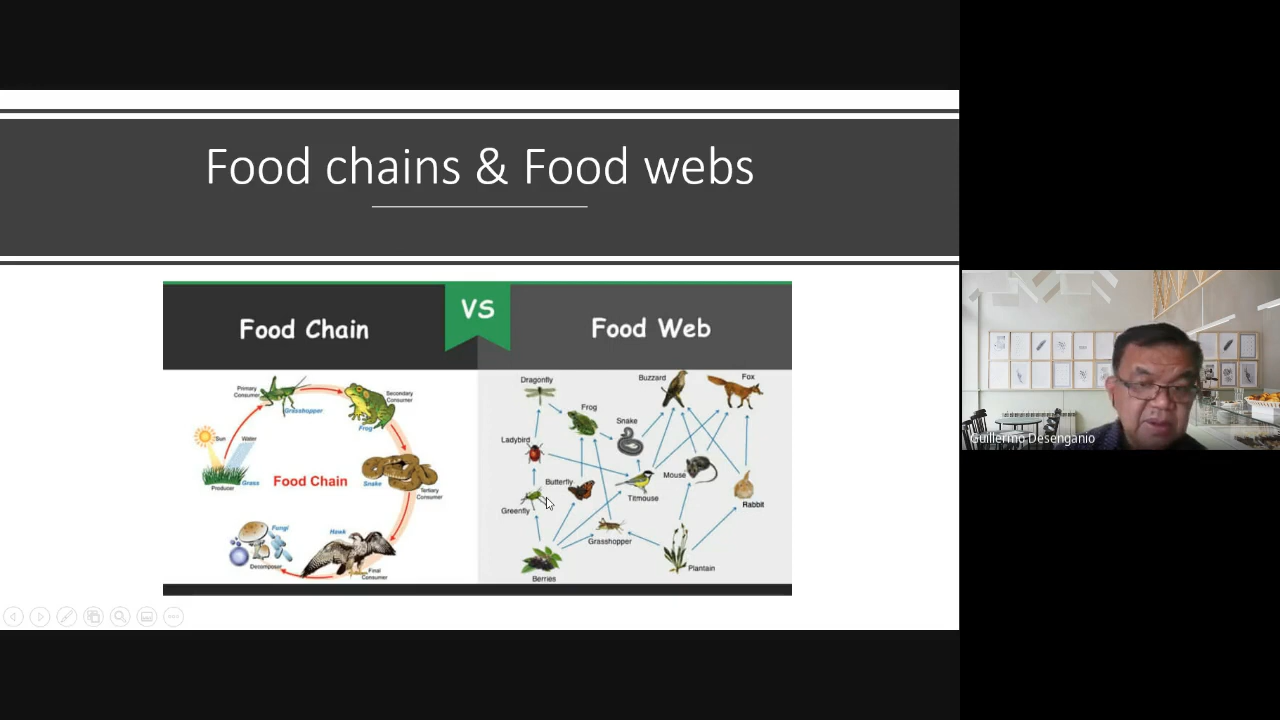 Food chains & Food webs
VS
Food Chain
Food Web
Primary
Consumer
Grasshopper
Secondary
Consumer
Frog
Sun
Water
Producer
Grass
Food Chain
Snake
Tertiary
Consumer
Fungi
Decomposer
Hawk
Final
Consumer
Dragonfly
Buzzard
Fox
Frog
Snake
Ladybird
Mouse
Butterfly
Titmouse
Rabbit
Greenfly
Grasshopper
Plantain
Berries
Guillermo Desenganio